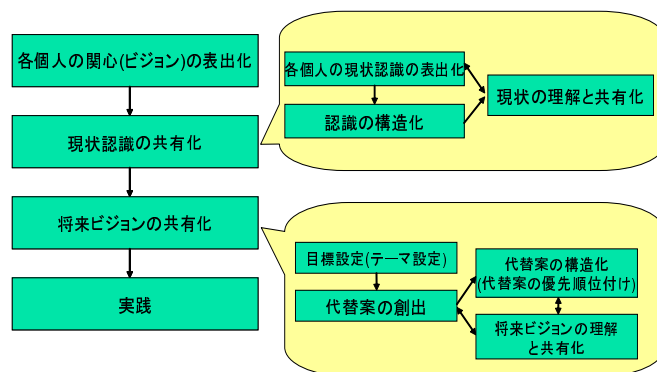 各個人の関心(ビジョン)の表出化
現状認識の共有化
将来ビジョンの共有化
実践
各個人の現状認識の表出化
認識の構造化
現状の理解と共有化
目標設定(テーマ設定)
代替案の創出
代替案の構造化
(代替案の優先順位付け)
将来ビジョンの理解
と共有化